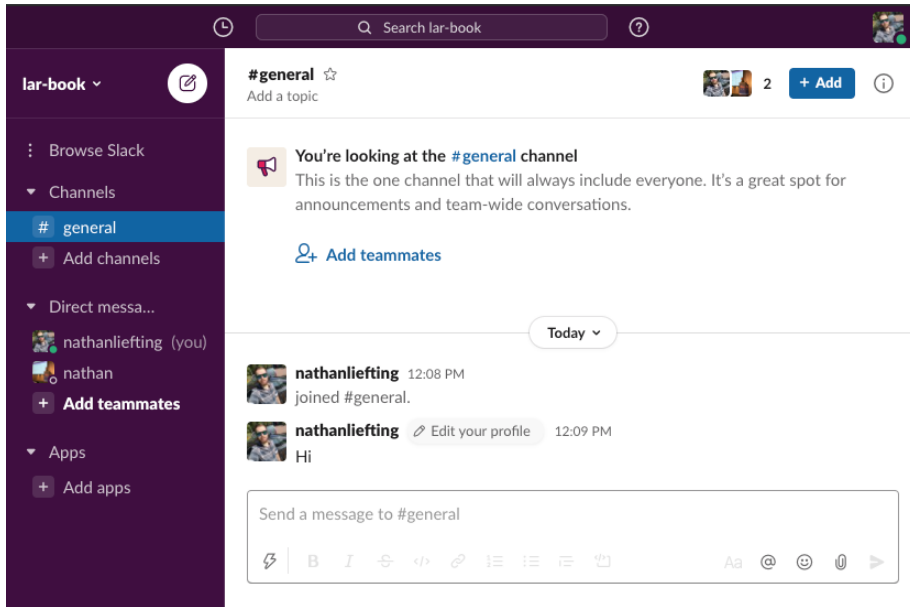 Search lar-book
lar-book
#general
Add a topic
2
+ Add
Browse Slack
Channels
# general
+ Add channels
Direct messa...
nathanliefting (you)
nathan
+ Add teammates
Apps
+ Add apps
You’re looking at the #general channel
This is the one channel that will always include everyone. It’s a great spot for
announcements and team-wide conversations.
Add teammates
Today
nathanliefting 12:08 PM
joined #general.
nathanliefting Edit your profile 12:09 PM
Hi
Send a message to #general
B I S </> Aa @